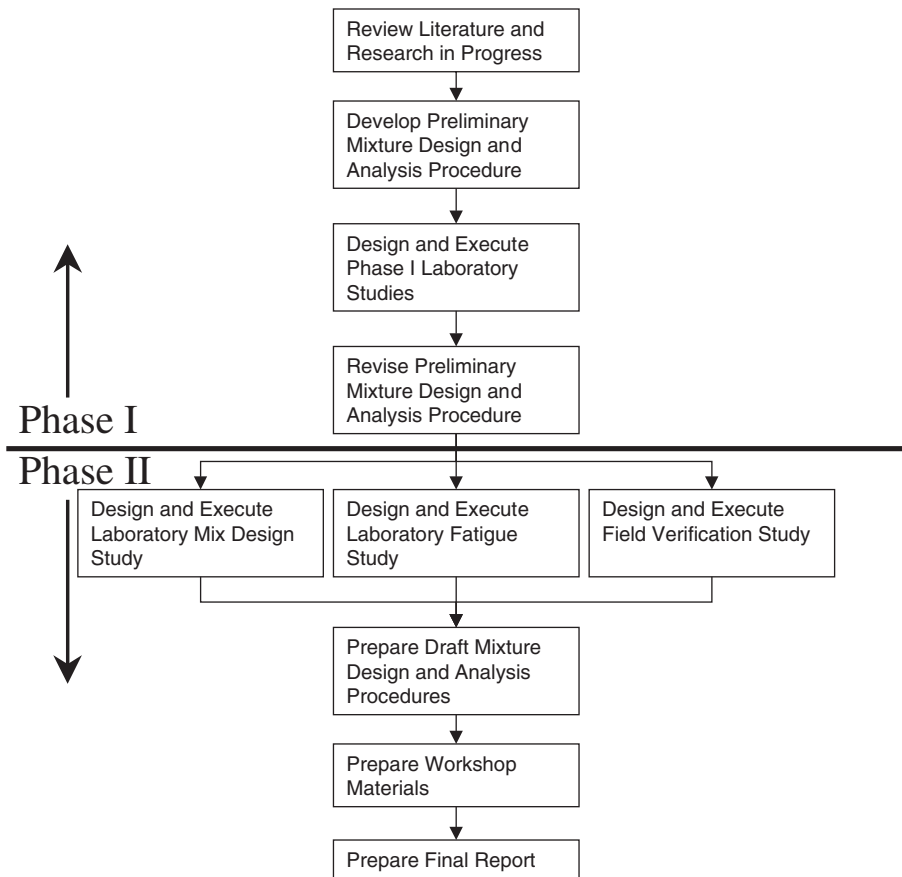 Review Literature and
Research in Progress
Develop Preliminary
Mixture Design and
Analysis Procedure
Design and Execute
Phase I Laboratory
Studies
Revise Preliminary
Mixture Design and
Analysis Procedure
Phase I
Phase II
Design and Execute
Laboratory Mix Design
Study
Design and Execute
Laboratory Fatigue
Study
Design and Execute
Field Verification Study
Prepare Draft Mixture
Design and Analysis
Procedures
Prepare Workshop
Materials
Prepare Final Report